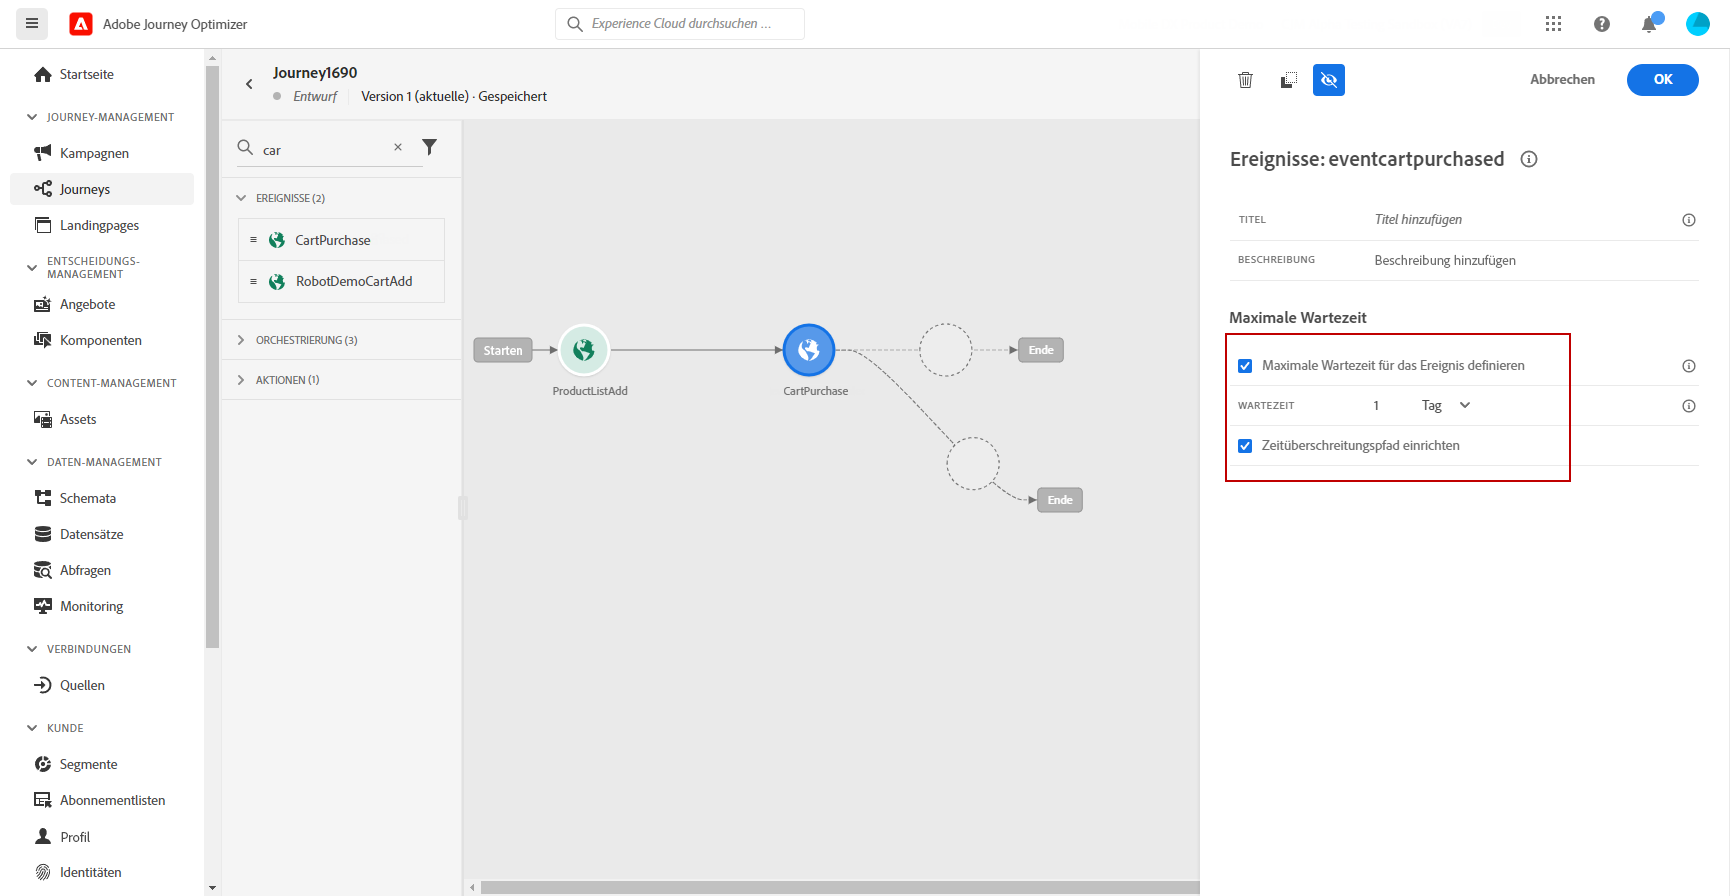 Adobe Journey Optimizer
Experience Cloud durchsuchen ...
Startseite
JOURNEY-MANAGEMENT
Kampagnen
Journeys
Landingpages
ENTSCHEIDUNGS-
MANAGEMENT
Angebote
Komponenten
CONTENT-MANAGEMENT
Assets
DATEN-MANAGEMENT
Schemata
Datensätze
Abfragen
Monitoring
VERBINDUNGEN
Quellen
KUNDE
Segmente
Abonnementlisten
Profil
Identitäten
Journey1690
Entwurf
Version 1 (aktuelle) · Gespeichert
car
EREIGNISSE (2)
CartPurchase
RobotDemoCartAdd
ORCHESTRIERUNG (3)
AKTIONEN (1)
Starten
ProductListAdd
CartPurchase
Ende
Ende
Abbrechen
OK
Ereignisse: eventcartpurchased
TITEL
Titel hinzufügen
BESCHREIBUNG
Beschreibung hinzufügen
Maximale Wartezeit
Maximale Wartezeit für das Ereignis definieren
WARTEZEIT
1
Tag
Zeitüberschreitungspfad einrichten